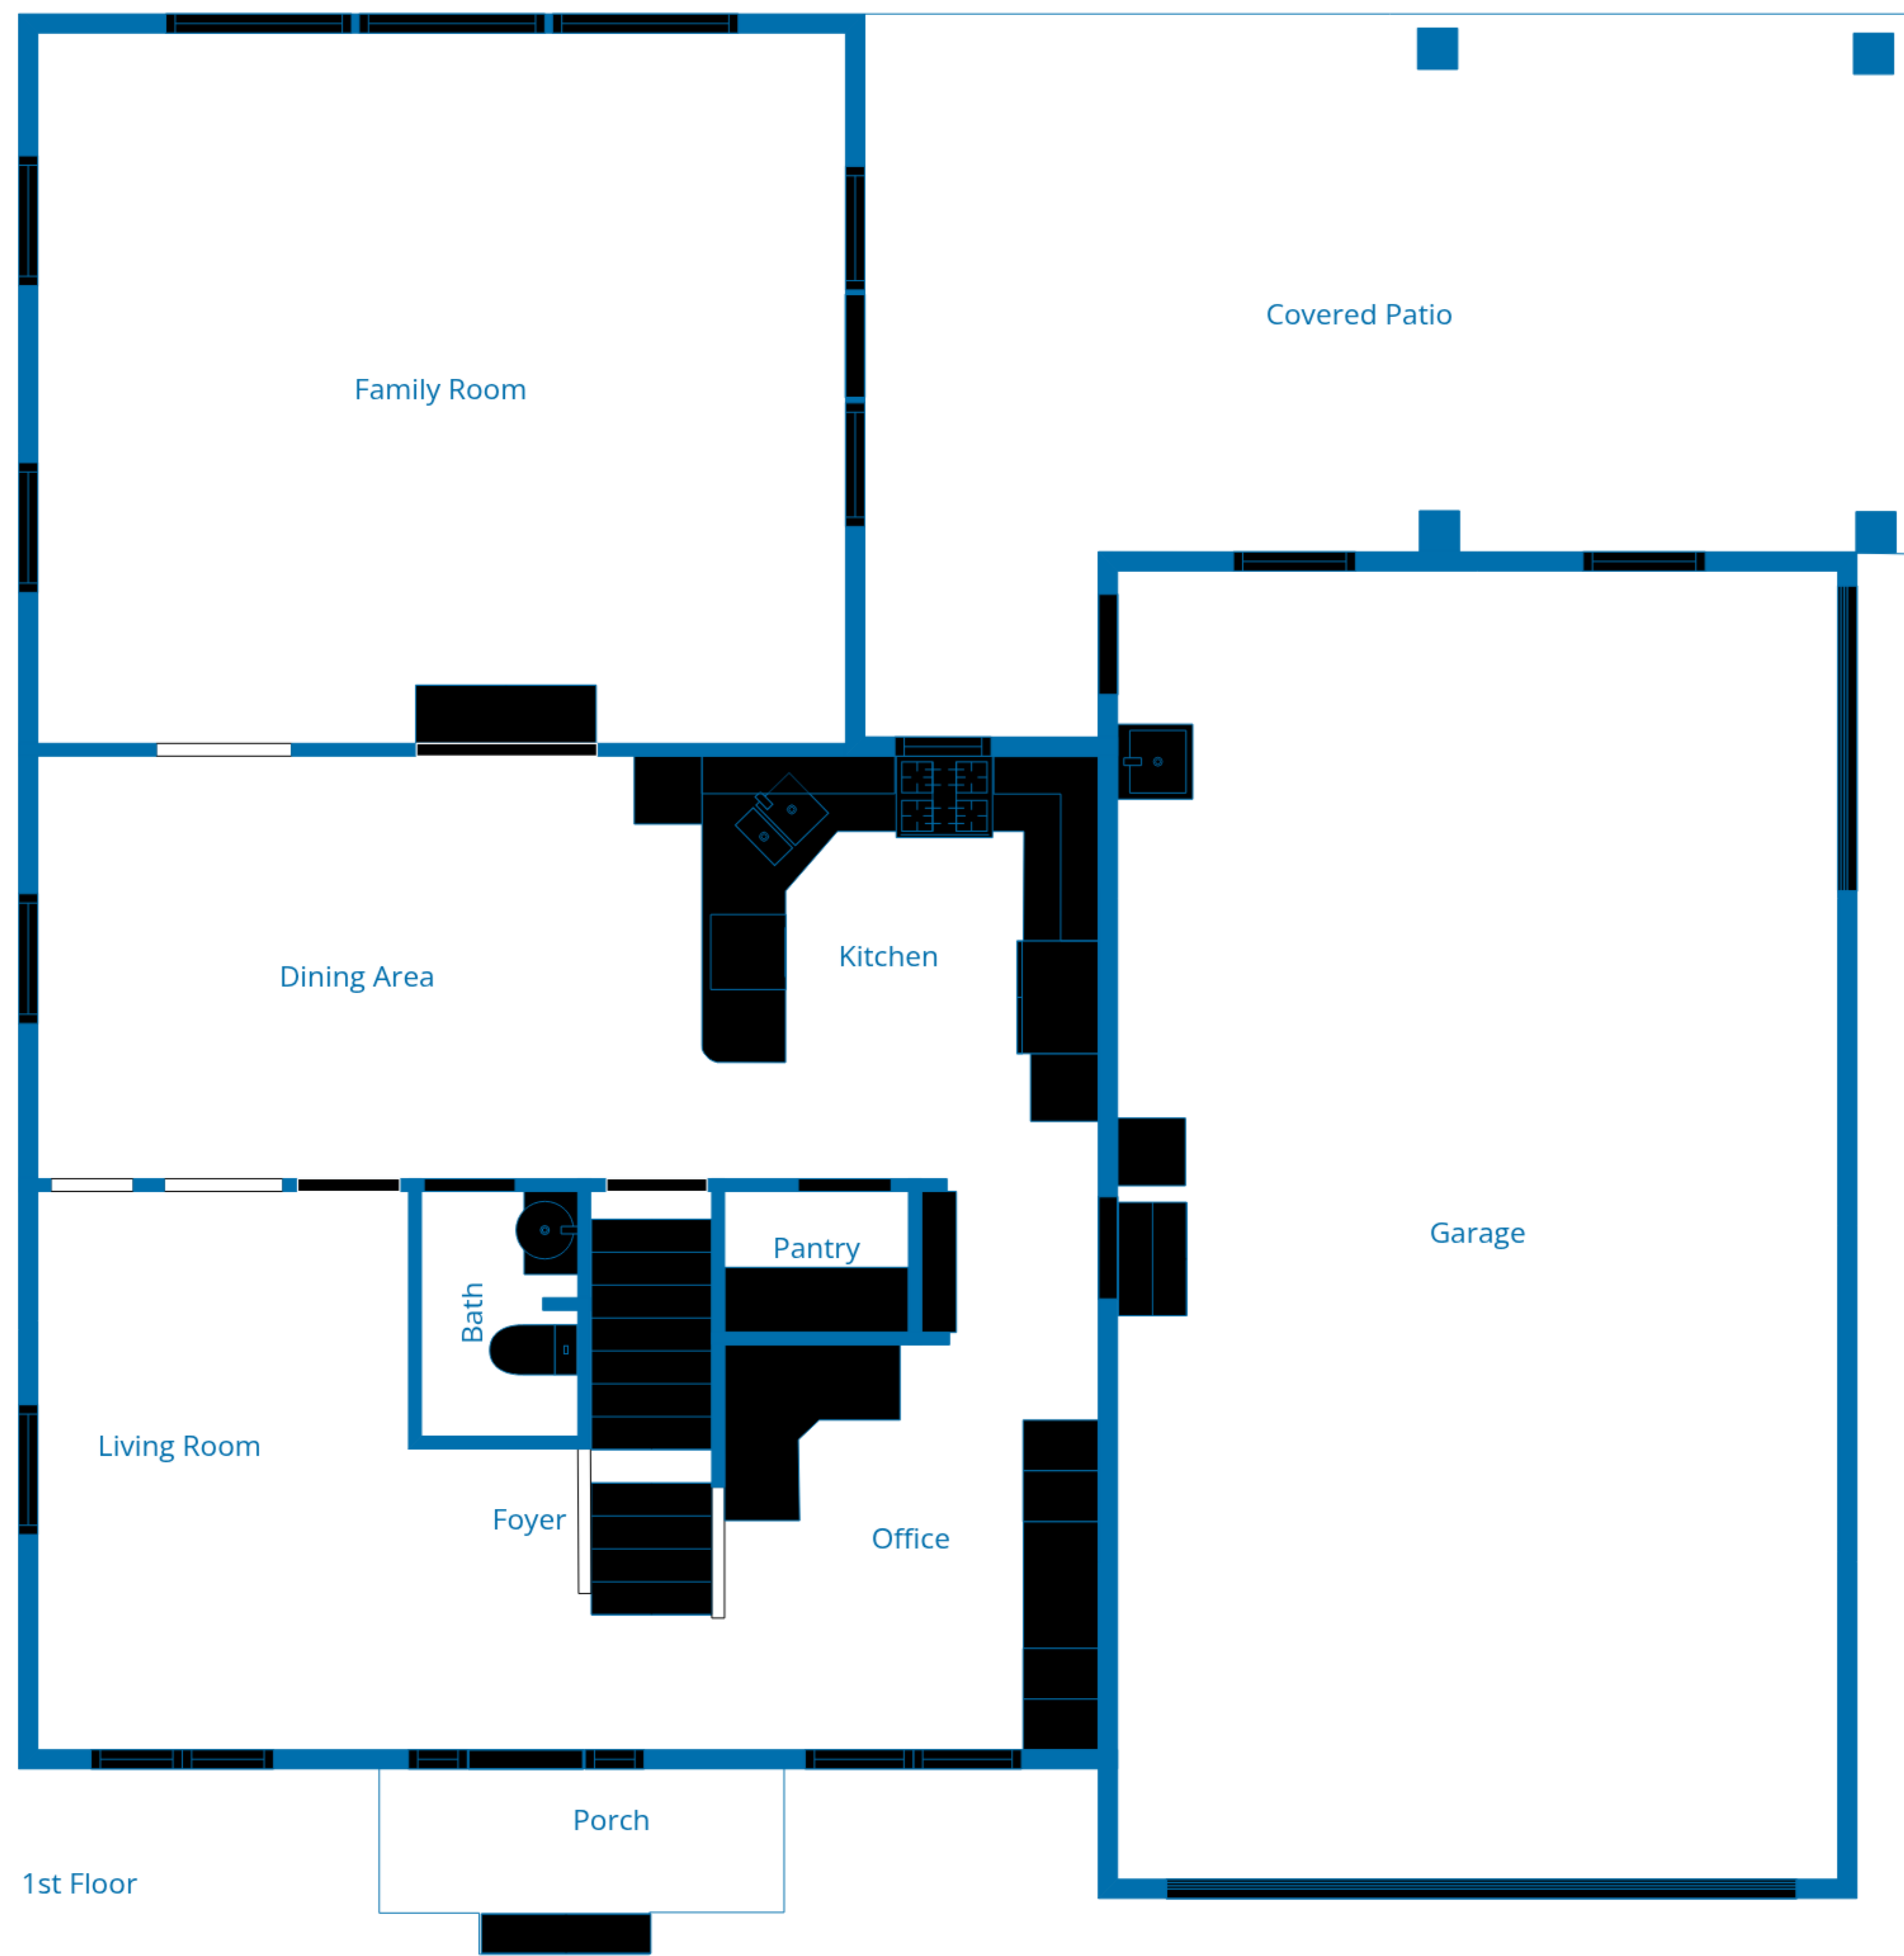 Covered Patio
Family Room
Kitchen
Dining Area
Garage
Pantry
Bath
Living Room
Foyer
Office
Porch
1st Floor